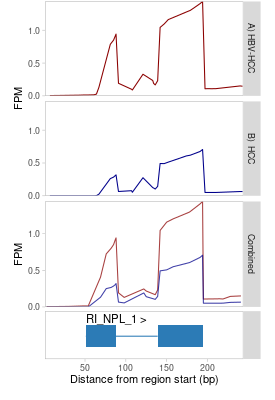 1.0
0.5
0.0
A) HBV-HCC
FPM
1.0
0.5
0.0
B) HCC
1.0
0.5
0.0
FPM
Combined
RI_NPL_1 >
50 100 150 200
Distance from region start (bp)